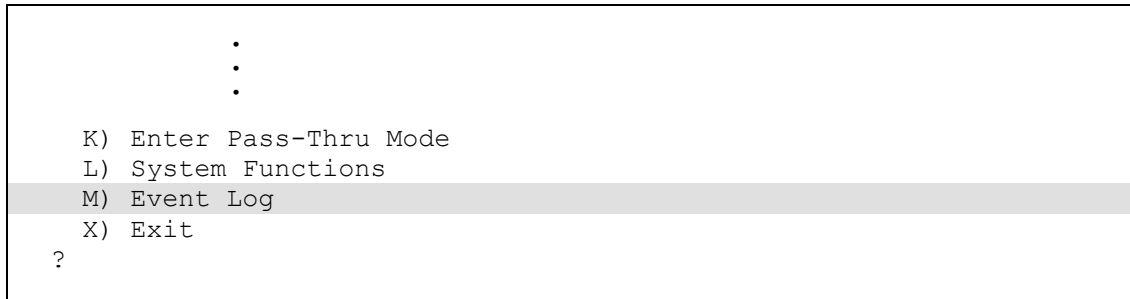 .
.
.
K) Enter Pass-Thru Mode
L) System Functions
M) Event Log
X) Exit
?